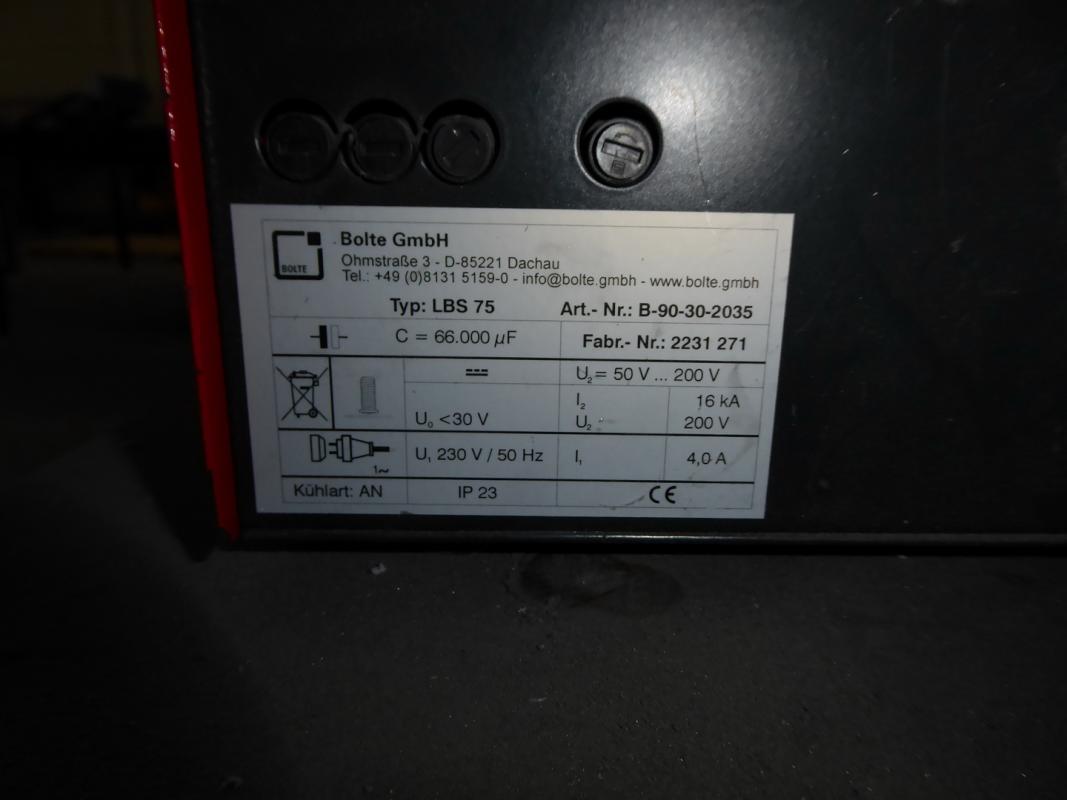 Bolte GmbH
BOLTE
Ohmstraße 3 - D-85221 Dachau
Tel.: +49 (0)8131 5159-0 - info@bolte.gmbh - www.bolte.gmbh
Typ: LBS 75 Art.- Nr.: B-90-30-2035
C = 66.000 µF Fabr.- Nr.: 2231 271
U₂ = 50 V ... 200 V
I₂ 16 kA
U₀ <30 V U₂ 200 V
U₁ 230 V / 50 Hz I₁ 4,0 A
1~
Kühlart: AN IP 23 CE